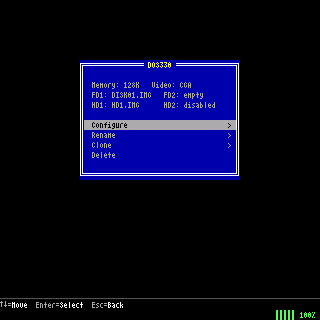 DOS330
Memory: 128K Video: CGA
FD1: DISK01.IMG FD2: empty
HD1: HD1.IMG HD2: disabled
Configure >
Rename >
Clone >
Delete
↑↓=Move Enter=Select Esc=Back
100%